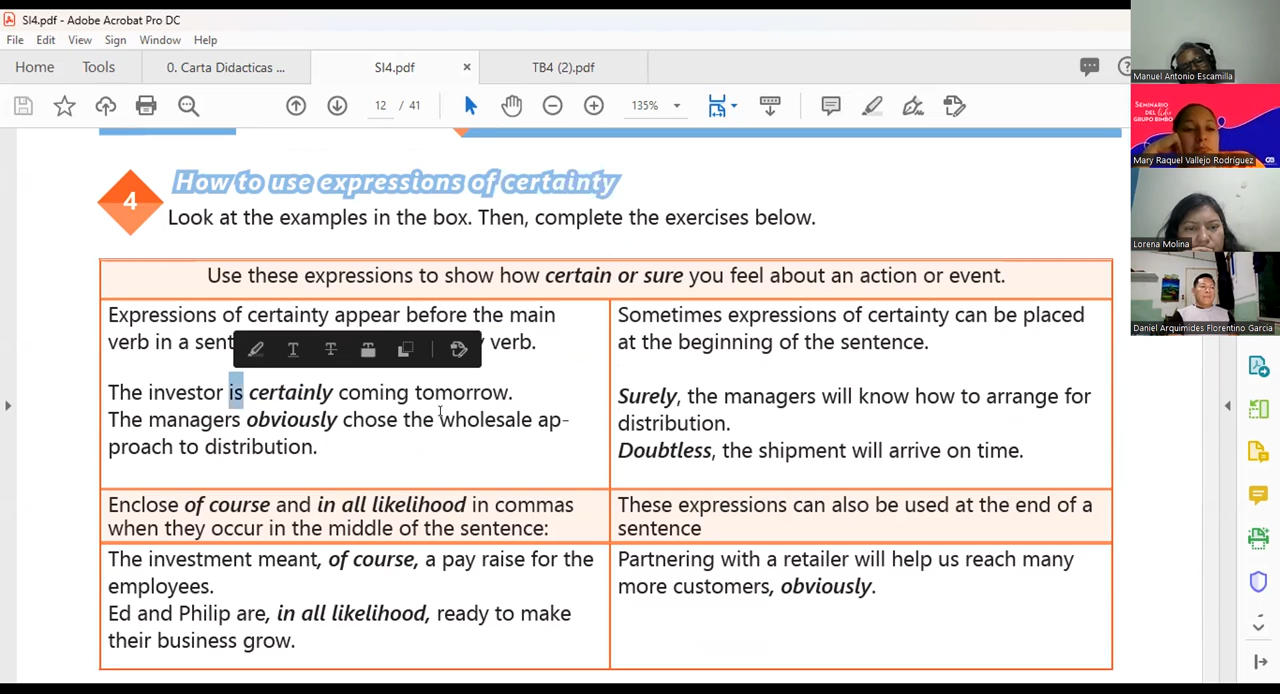 SI4.pdf - Adobe Acrobat Pro DC
File Edit View Sign Window Help
Home Tools 0. Carta Didacticas ... SI4.pdf × TB4 (2).pdf
12 / 41 135%
4
How to use expressions of certainty
Look at the examples in the box. Then, complete the exercises below.
Use these expressions to show how certain or sure you feel about an action or event.
Expressions of certainty appear before the main
verb in a sent verb.
The investor is certainly coming tomorrow.
The managers obviously chose the wholesale ap-
proach to distribution.
Sometimes expressions of certainty can be placed
at the beginning of the sentence.
Surely, the managers will know how to arrange for
distribution.
Doubtless, the shipment will arrive on time.
Enclose of course and in all likelihood in commas
when they occur in the middle of the sentence:
These expressions can also be used at the end of a
sentence
The investment meant, of course, a pay raise for the
employees.
Ed and Philip are, in all likelihood, ready to make
their business grow.
Partnering with a retailer will help us reach many
more customers, obviously.
Manuel Antonio Escamilla
SEMINARIO
DEL
GRUPO BIMBO
Mary Raquel Vallejo Rodríguez
Lorena Molina
Daniel Arquimides Florentino Garcia